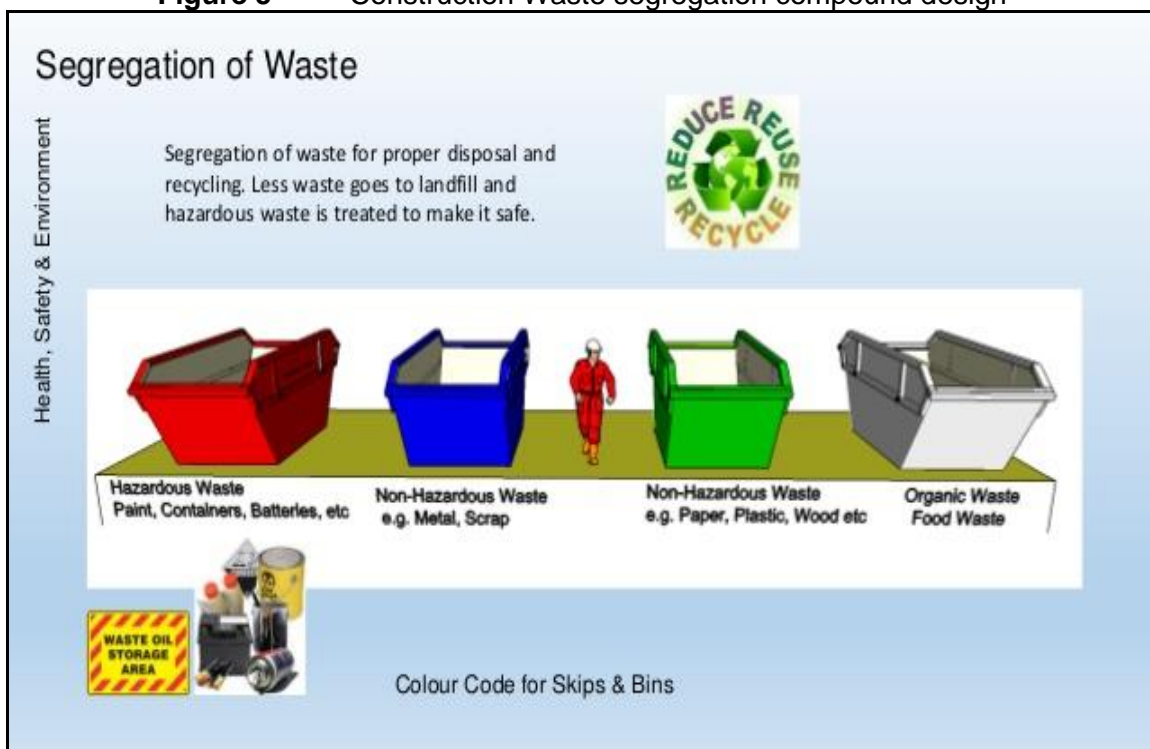 Construction Waste segregation compound design
Segregation of Waste
Health, Safety & Environment
Segregation of waste for proper disposal and
recycling. Less waste goes to landfill and
hazardous waste is treated to make it safe.
REDUCE REUSE
RECYCLE
Hazardous Waste
Paint, Containers, Batteries, etc
Non-Hazardous Waste
e.g. Metal, Scrap
Non-Hazardous Waste
e.g. Paper, Plastic, Wood etc
Organic Waste
Food Waste
WASTE OIL
STORAGE
AREA
Colour Code for Skips & Bins